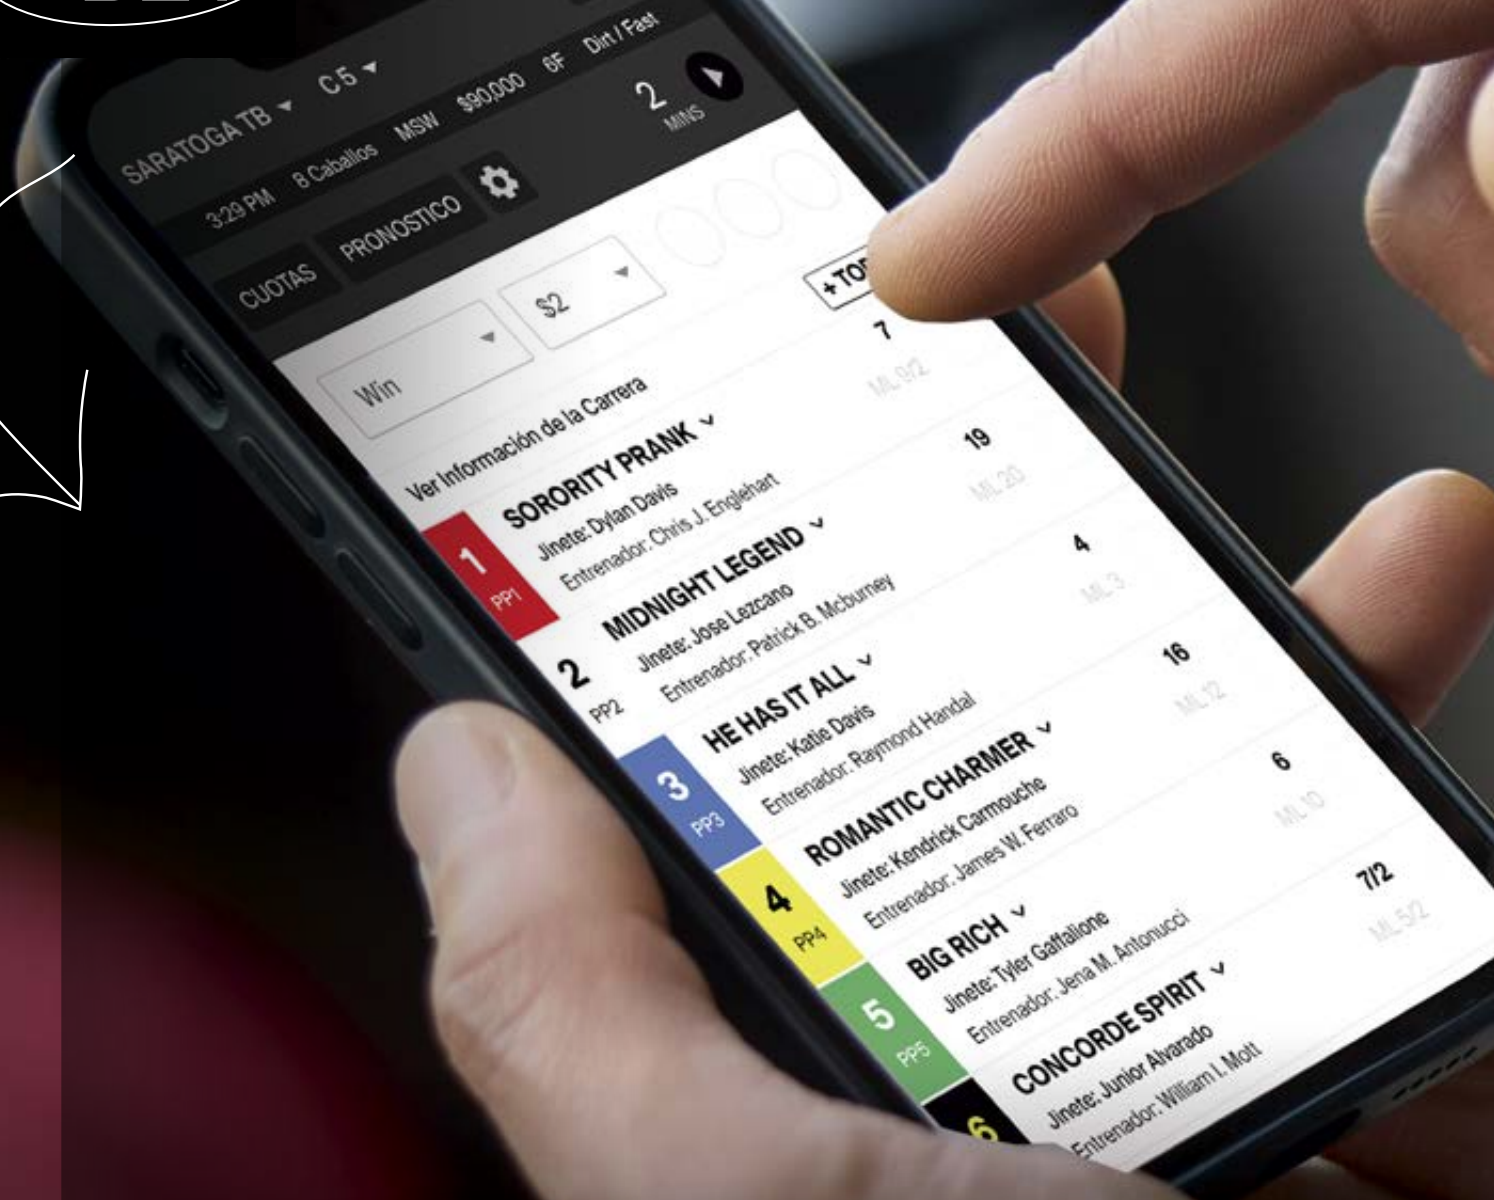 SARATOGA TB C5
3:29 PM 8 Caballos MSW $90,000 6F Dirt / Fast
CUOTAS PRONOSTICO 2 MINS
Win $2
Ver Información de la Carrera
1 PP1
SORORITY PRANK 7
Jinete: Dylan Davis ML 9/2
Entrenador: Chris J. Englehart
2 PP2
MIDNIGHT LEGEND 19
Jinete: Jose Lezcano ML 20
Entrenador: Patrick B. Mcburney
3 PP3
HE HAS IT ALL 4
Jinete: Katie Davis ML 3
Entrenador: Raymond Handal
4 PP4
ROMANTIC CHARMER 16
Jinete: Kendrick Carmouche ML 12
Entrenador: James W. Ferraro
5 PP5
BIG RICH 6
Jinete: Tyler Gaffalione ML 10
Entrenador: Jena M. Antonucci
6
CONCORDE SPIRIT 7/2
Jinete: Junior Alvarado ML 5/2
Entrenador: William I. Mott